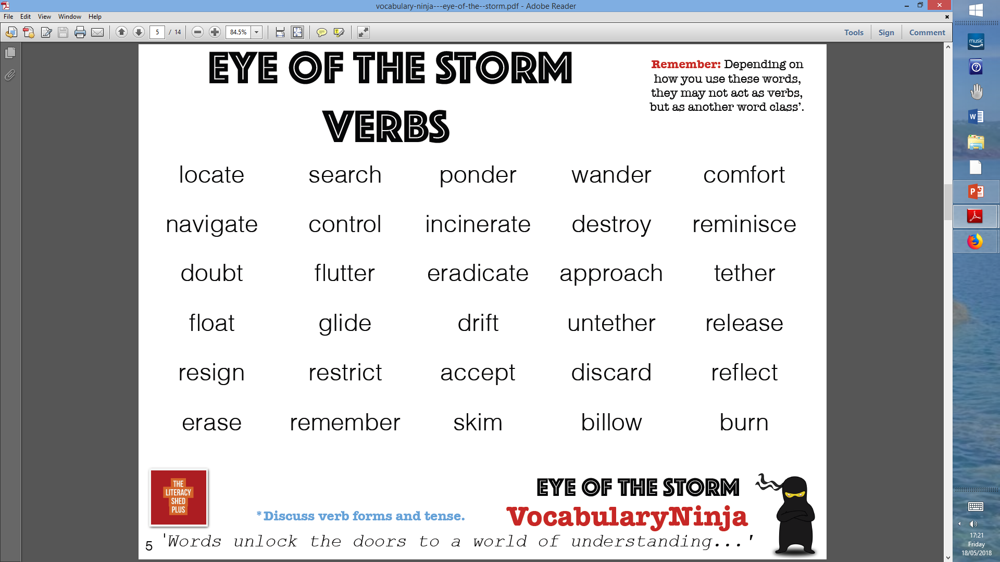 vocabulary-ninja---eye-of-the--storm.pdf - Adobe Reader
File Edit View Window Help
5 / 14 84.5% Tools Sign Comment
EYE OF THE STORM
VERBS
Remember: Depending on
how you use these words,
they may not act as verbs,
but as another word class’.
locate search ponder wander comfort
navigate control incinerate destroy reminisce
doubt flutter eradicate approach tether
float glide drift untether release
resign restrict accept discard reflect
erase remember skim billow burn
THE
LITERACY
SHED
PLUS
*Discuss verb forms and tense.
EYE OF THE STORM
VocabularyNinja
'Words unlock the doors to a world of understanding...'
5
music
W
P
17:21
Friday
18/05/2018